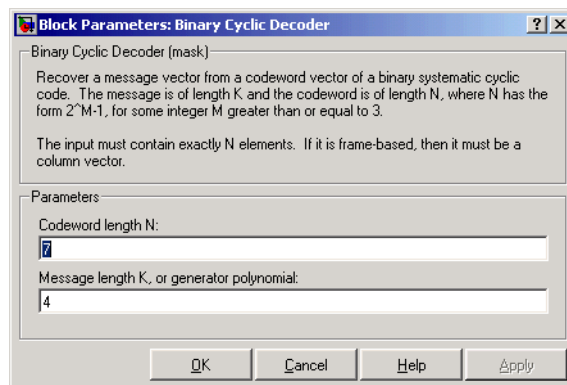 Block Parameters: Binary Cyclic Decoder
Binary Cyclic Decoder (mask)
Recover a message vector from a codeword vector of a binary systematic cyclic
code.  The message is of length K and the codeword is of length N, where N has the
form 2^M-1, for some integer M greater than or equal to 3.
The input must contain exactly N elements.  If it is frame-based, then it must be a
column vector.
Parameters
Codeword length N:
7
Message length K, or generator polynomial:
4
OK Cancel Help Apply